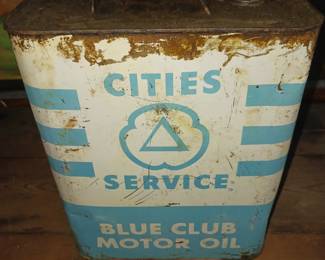 CITIES
SERVICE
BLUE CLUB
MOTOR OIL